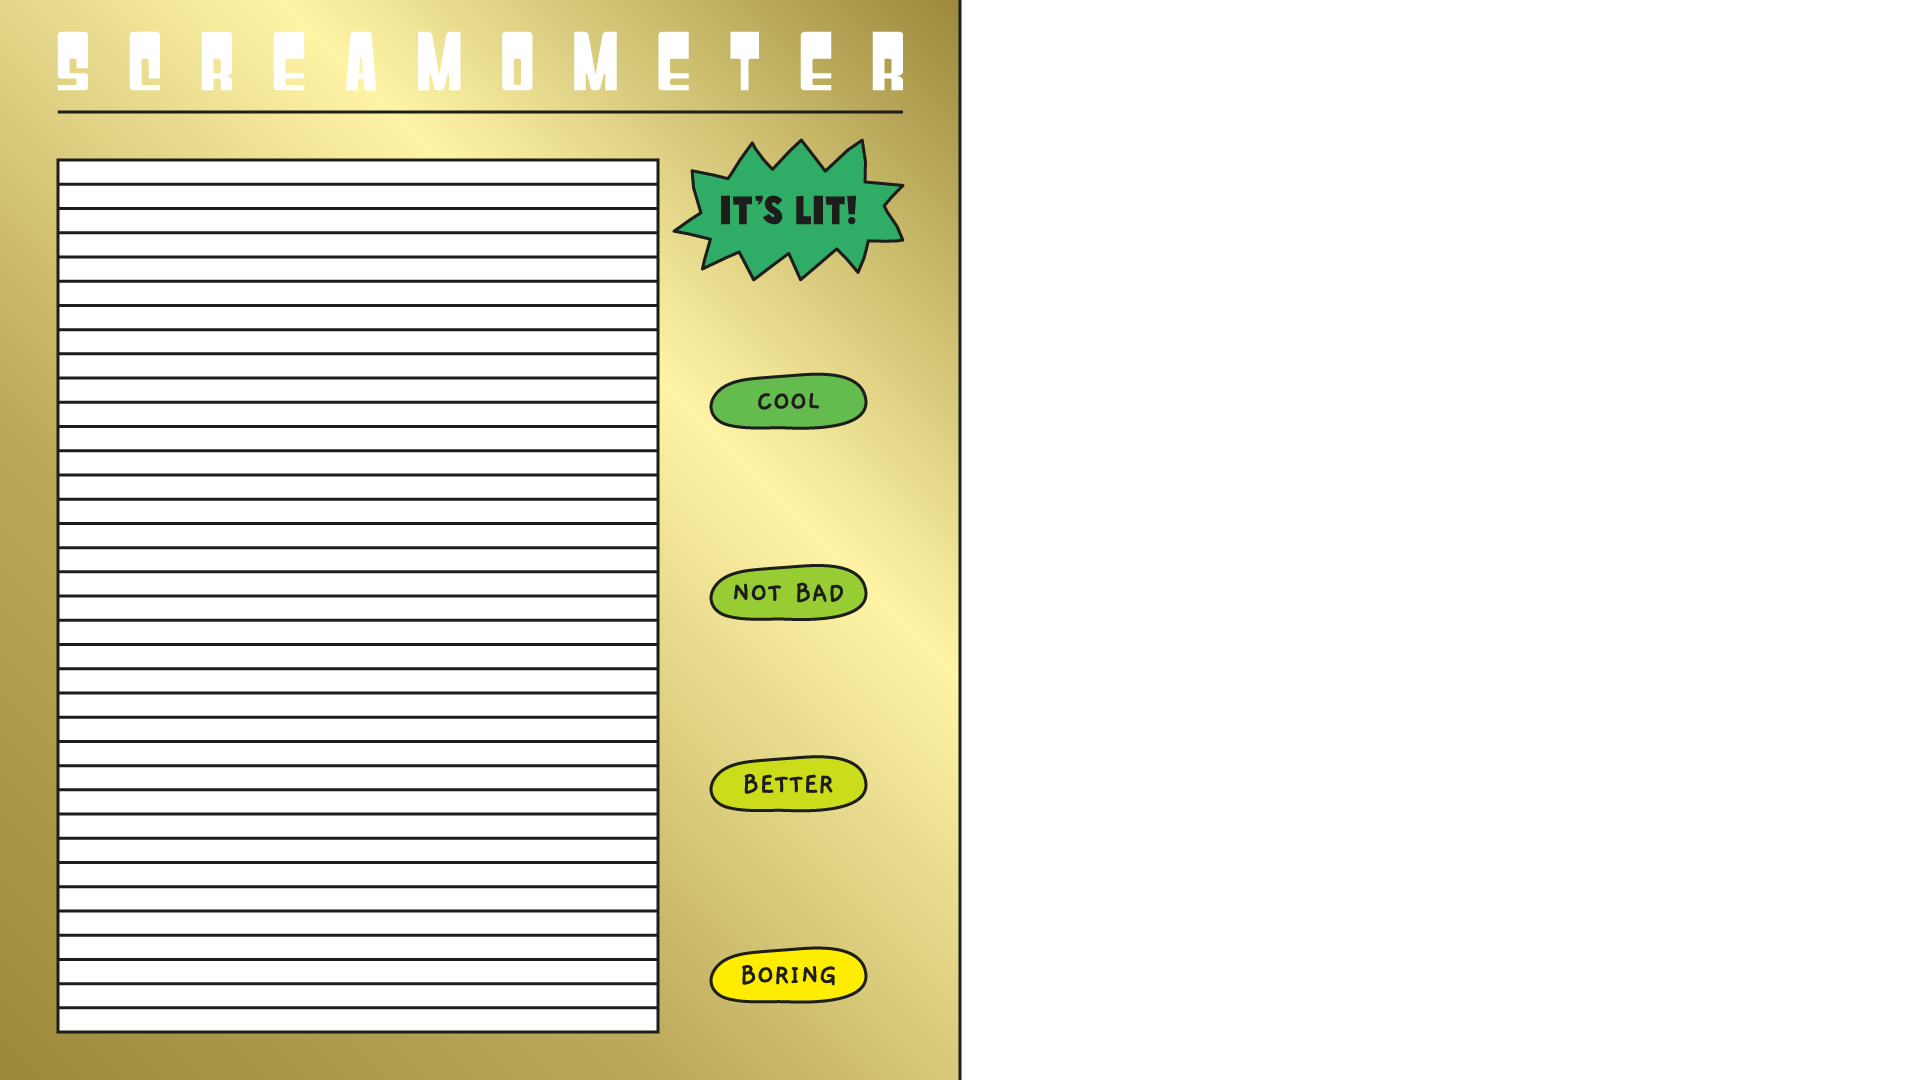 SCREAMOMETER
IT'S LIT!
COOL
NOT BAD
BETTER
BORING